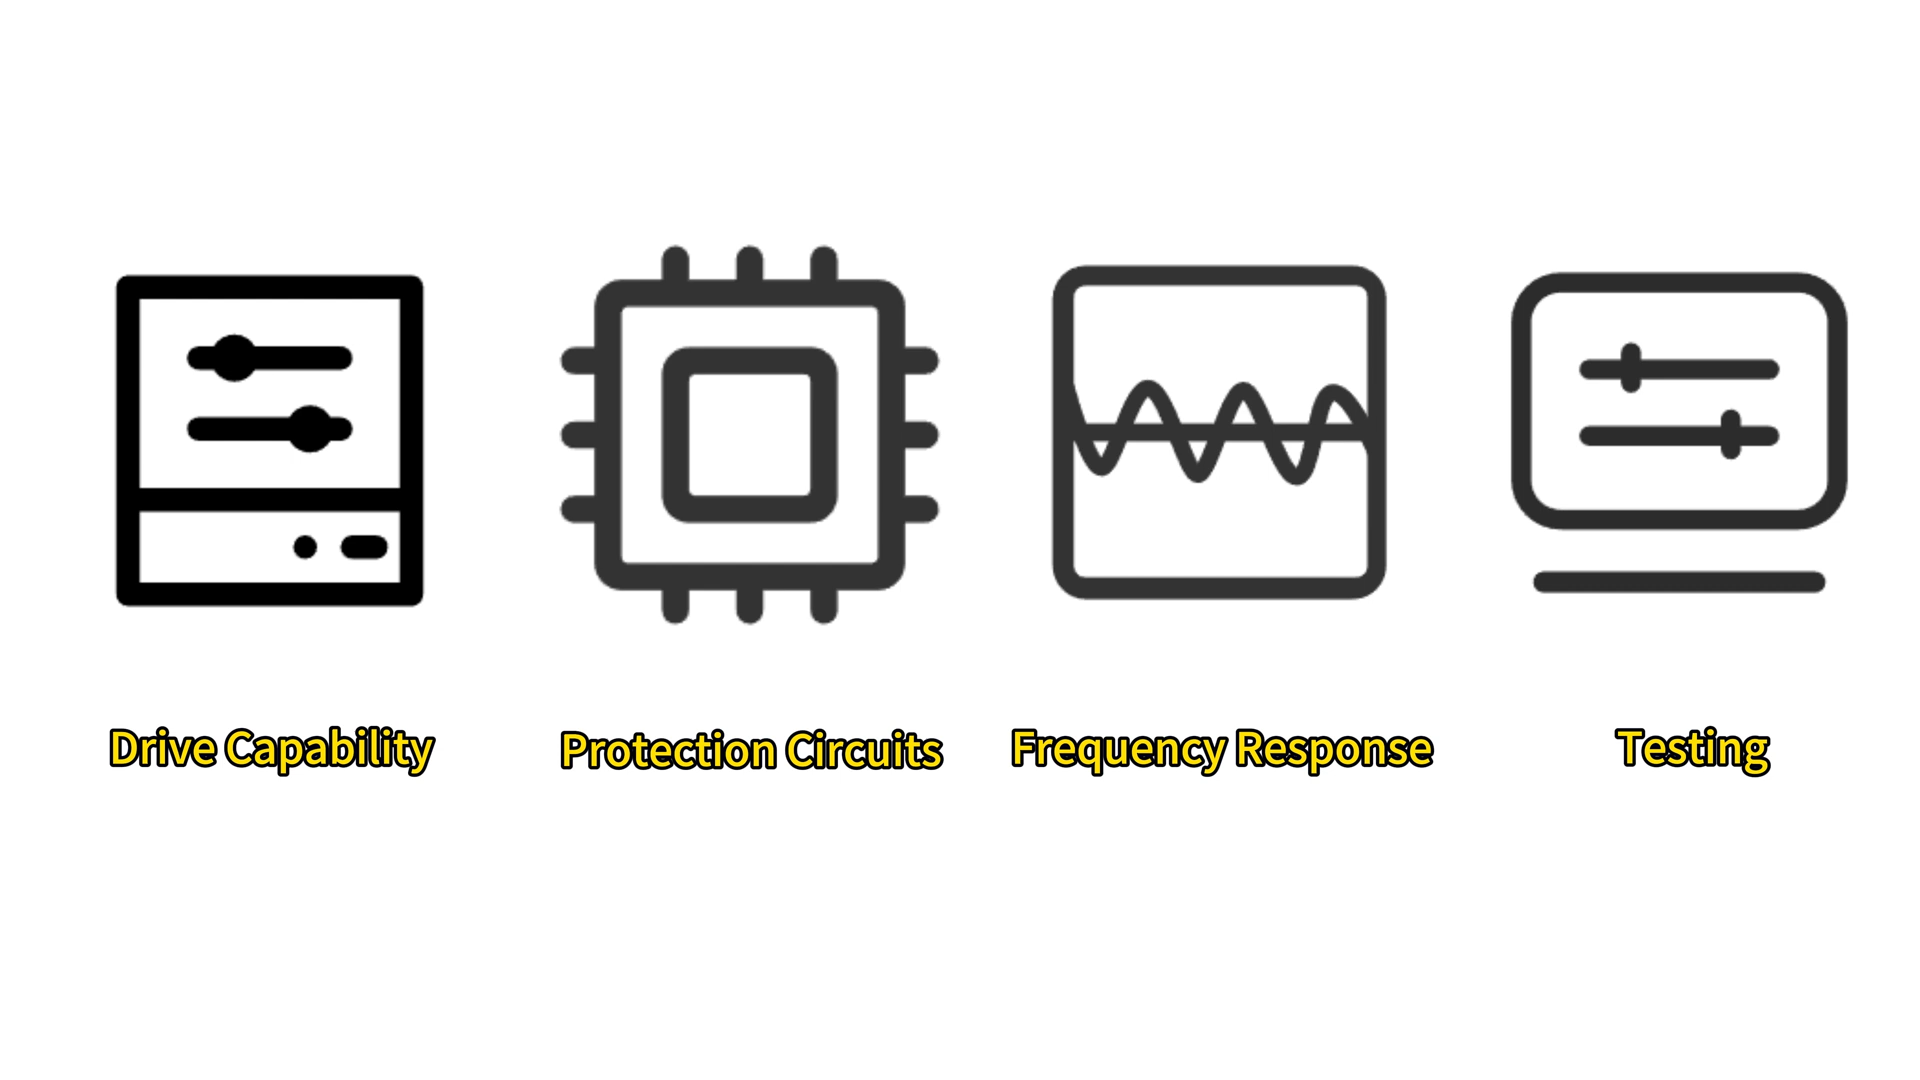 Drive Capability
Protection Circuits
Frequency Response
Testing